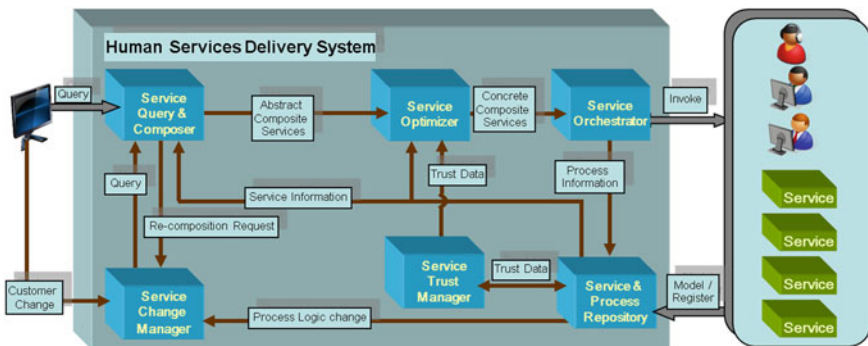 Human Services Delivery System
Query
Service
Query &
Composer
Abstract
Composite
Services
Service
Optimizer
Concrete
Composite
Services
Service
Orchestrator
Invoke
Query
Service Information
Trust Data
Process
Information
Re-composition Request
Customer
Change
Service
Change
Manager
Process Logic change
Service
Trust
Manager
Trust Data
Service &
Process
Repository
Model /
Register
Service
Service
Service
Service